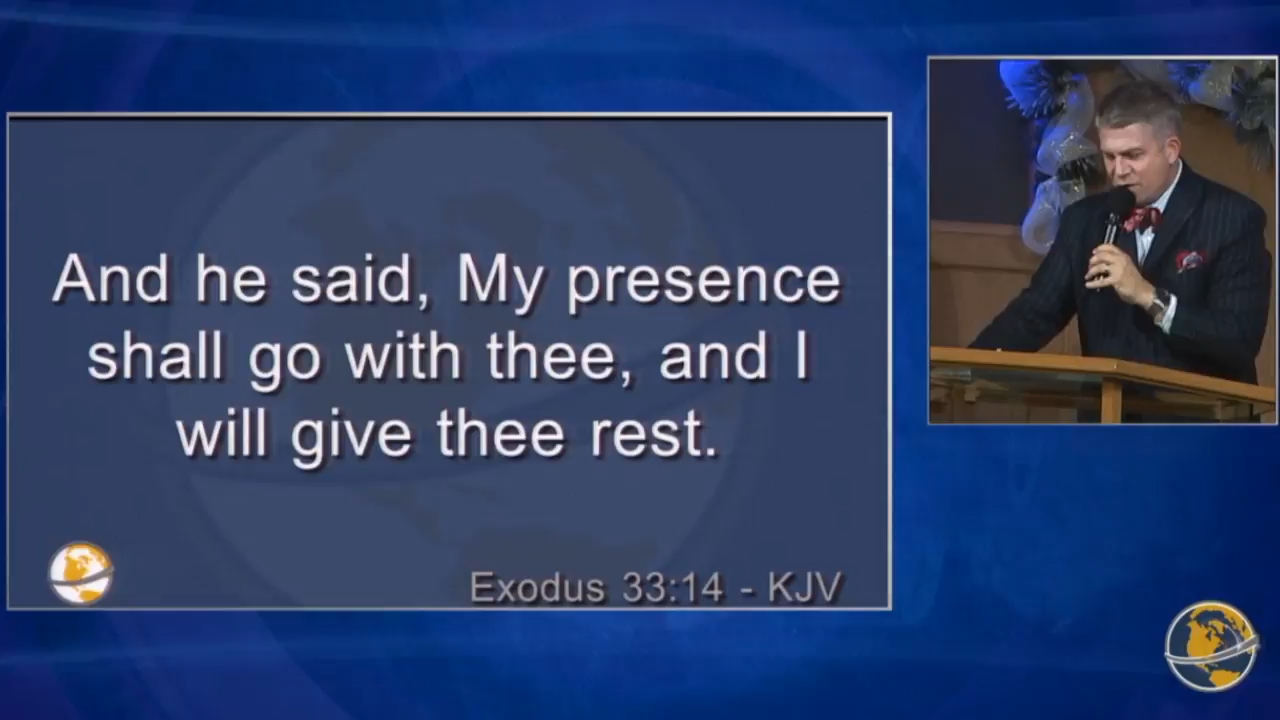 And he said, My presence
shall go with thee, and I
will give thee rest.
Exodus 33:14 - KJV